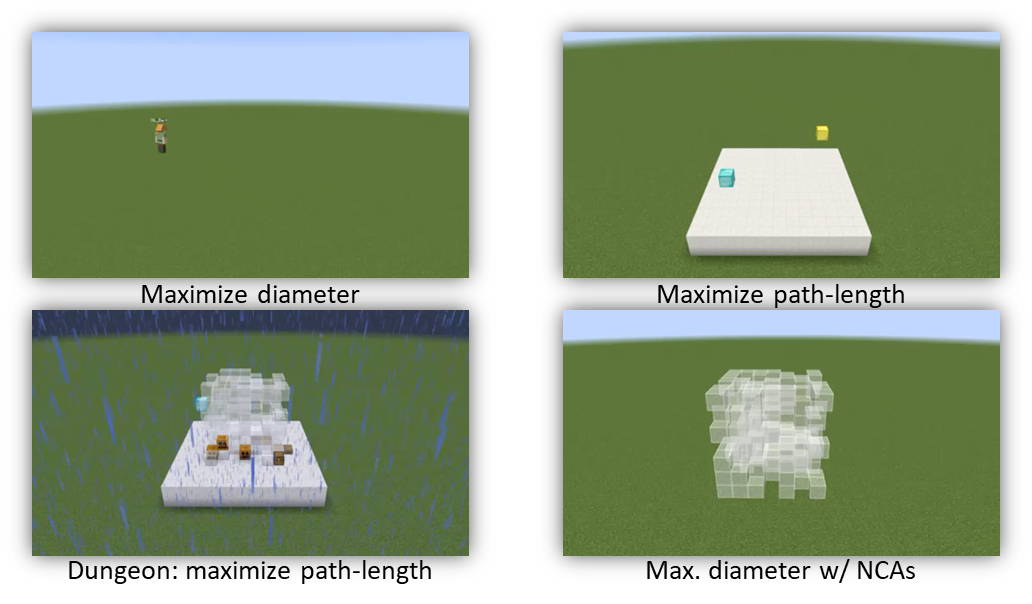 Maximize diameter
Maximize path-length
Dungeon: maximize path-length
Max. diameter w/ NCAs